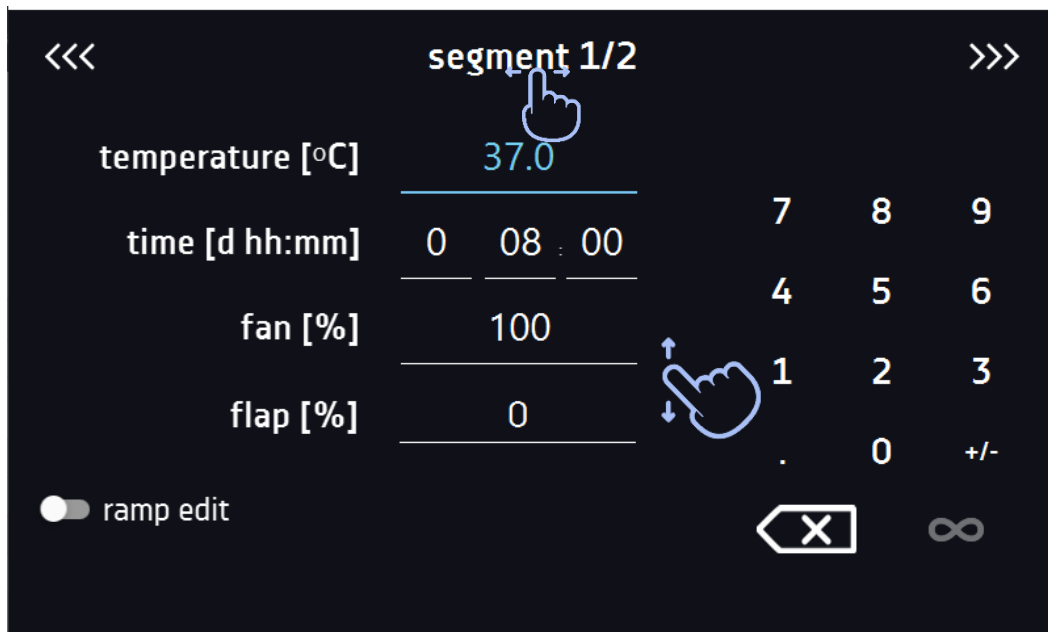 <<< segment 1/2 >>>
temperature [°C] 37.0
7 8 9
time [d hh:mm] 0 08 : 00
4 5 6
fan [%] 100
1 2 3
flap [%] 0
. 0 +/-
ramp edit
X ∞